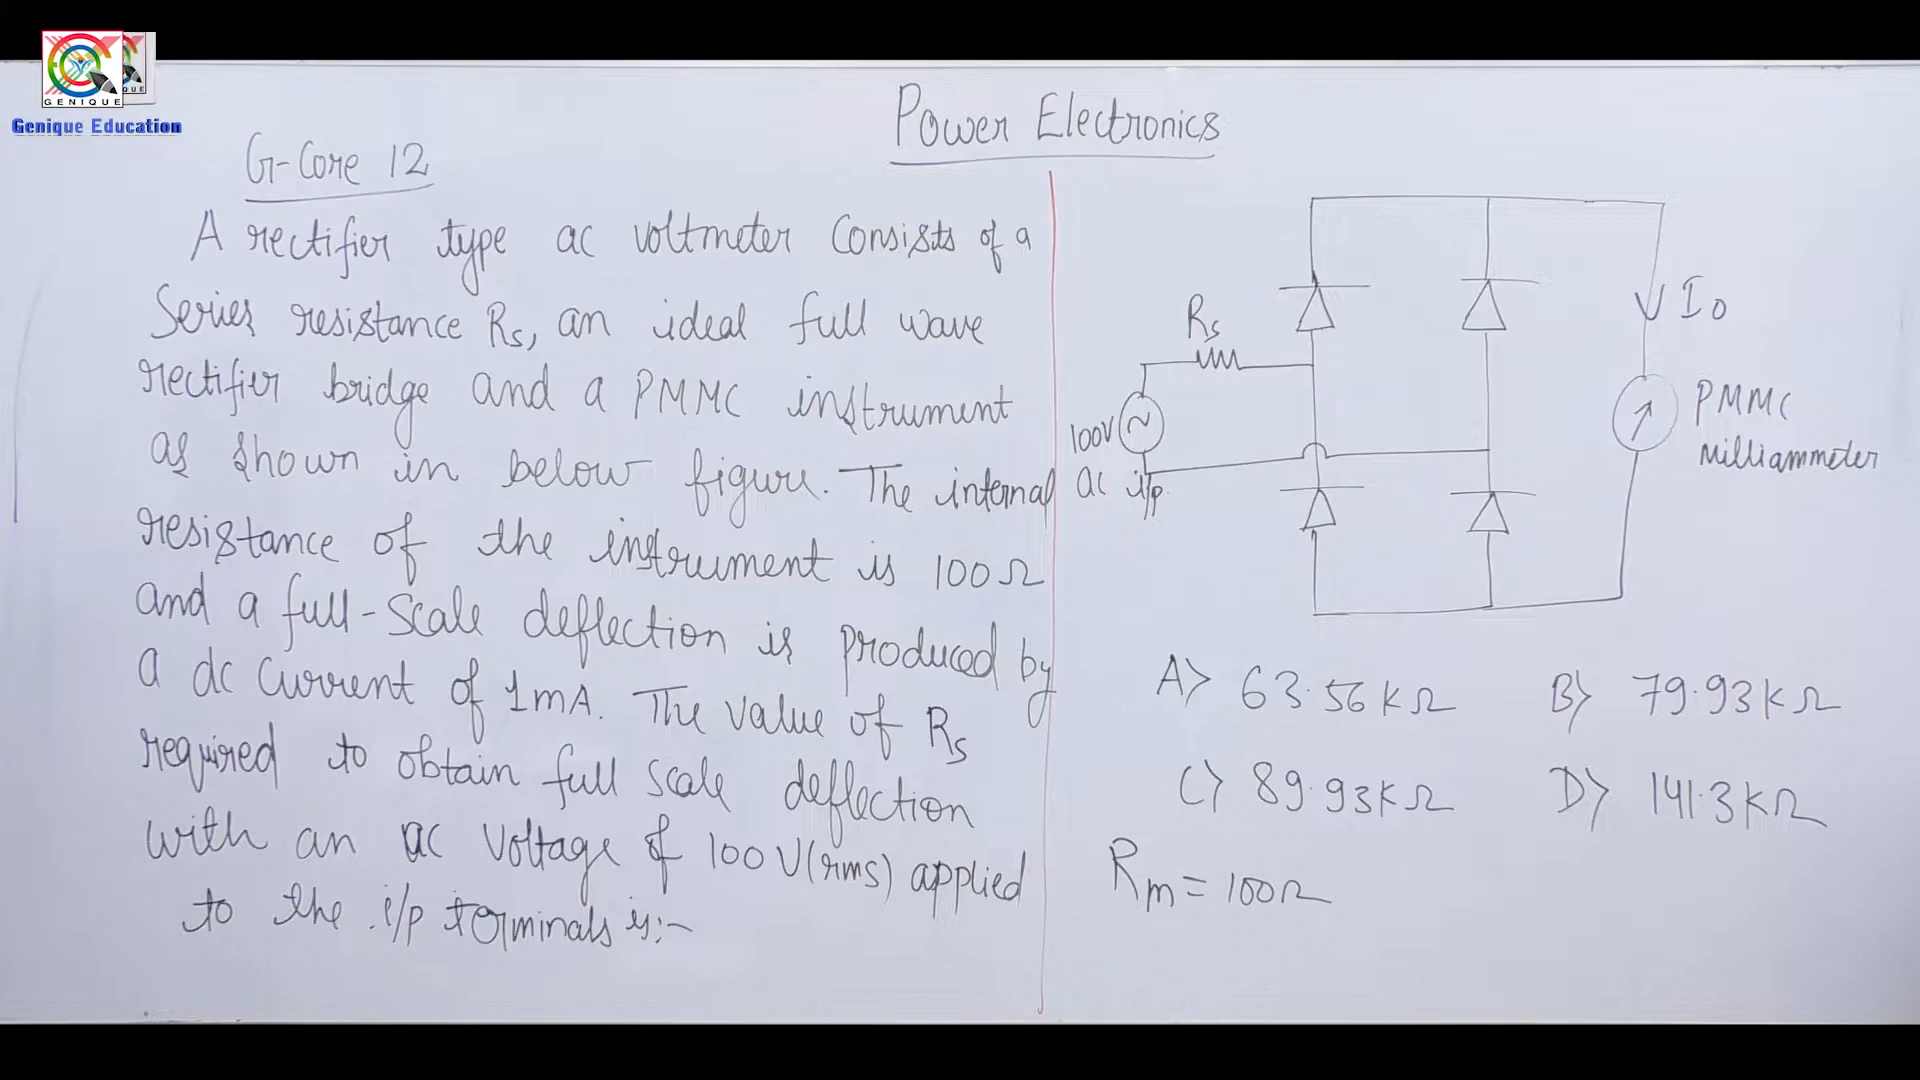 GENIQUE
Genique Education
Power Electronics
G-Core 12
A rectifier type ac voltmeter consists of a
series resistance Rs, an ideal full wave
rectifier bridge and a PMMC instrument
as shown in below figure. The internal
resistance of the instrument is 100Ω
and a full-scale deflection is produced by
a dc current of 1mA. The value of Rs
required to obtain full scale deflection
with an ac voltage of 100V(rms) applied
to the i/p terminals is:-
Rs
Io
100V
ac i/p
PMMC
Milliammeter
A> 63.56KΩ
B> 79.93KΩ
C> 89.93KΩ
D> 141.3KΩ
Rm = 100Ω